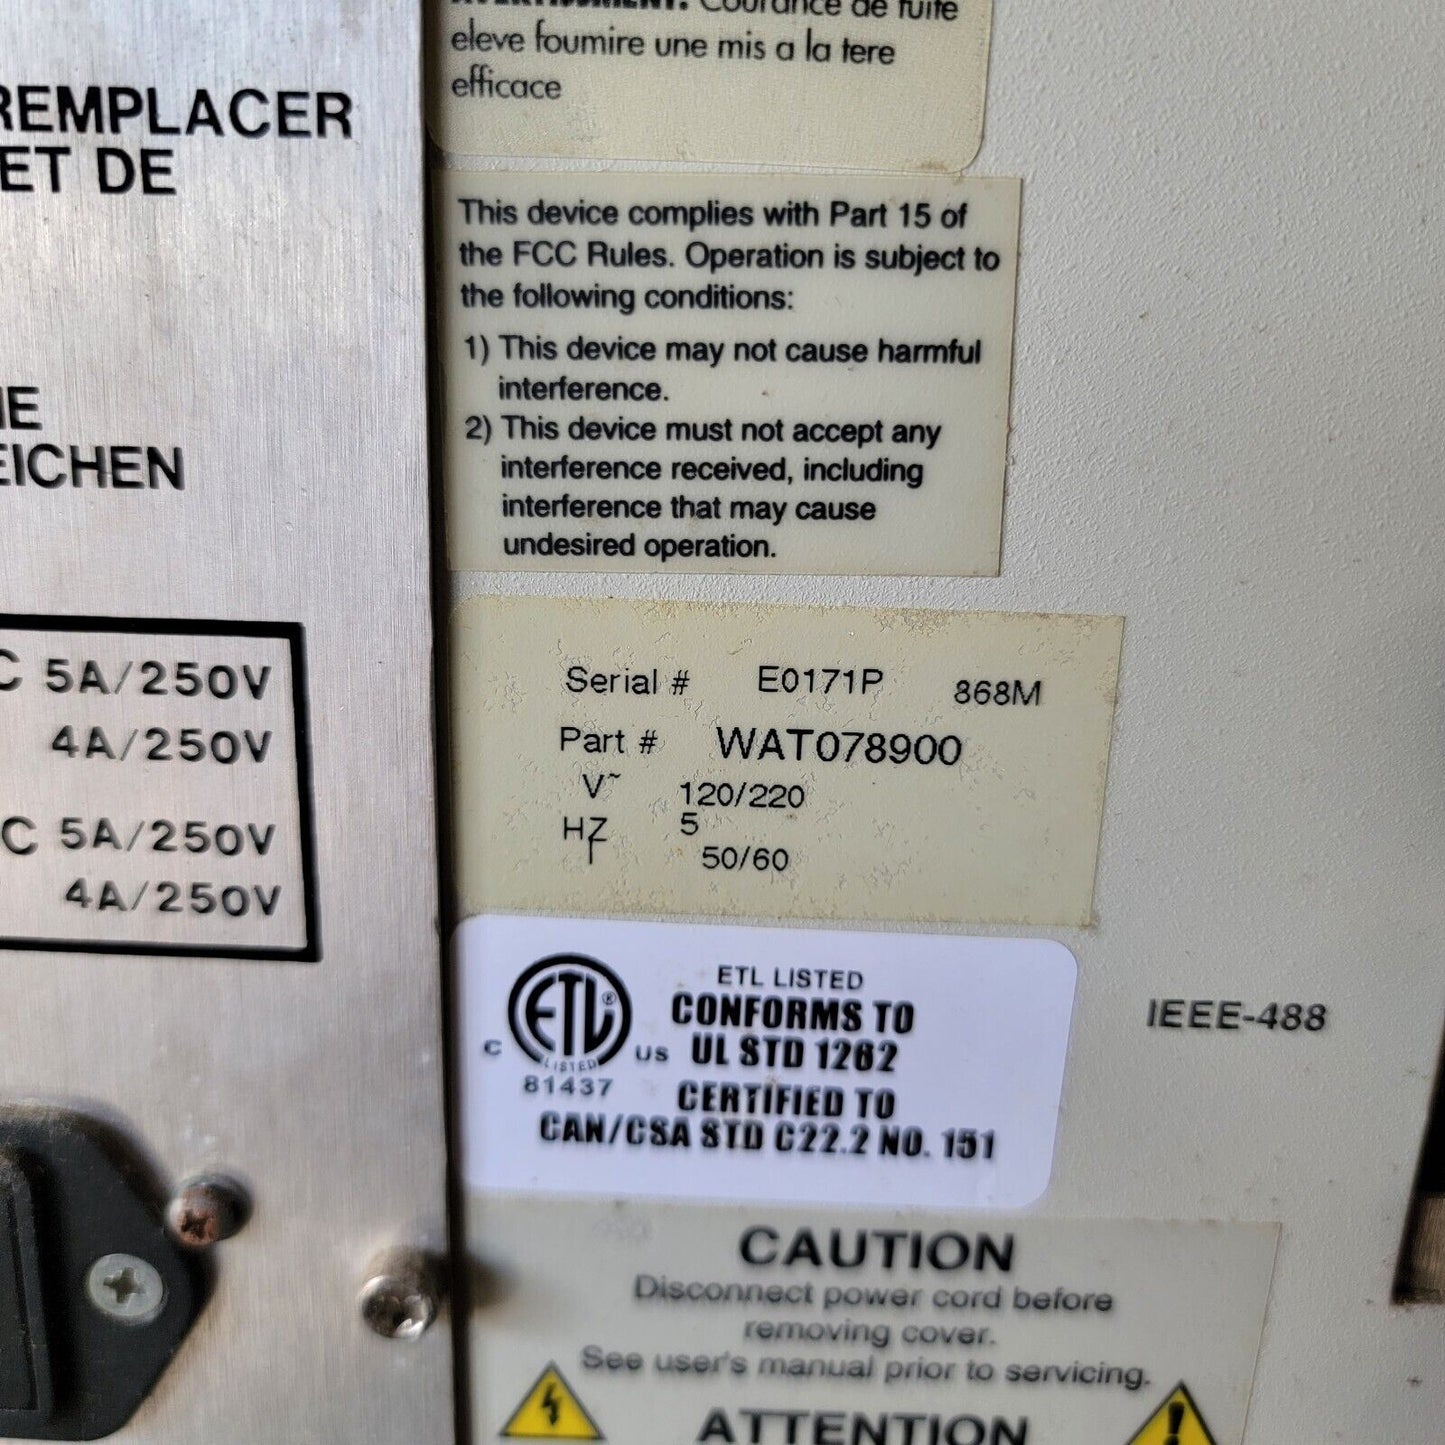 AVERTISSEMENT: Courance de fuite
eleve foumire une mis a la tere
efficace
REMPLACER
ET DE
EICHEN
This device complies with Part 15 of
the FCC Rules. Operation is subject to
the following conditions:
1) This device may not cause harmful
interference.
2) This device must not accept any
interference received, including
interference that may cause
undesired operation.
C 5A/250V
4A/250V
C 5A/250V
4A/250V
Serial # E0171P 868M
Part # WAT078900
V~ 120/220
HZ 5
50/60
ETL LISTED
CONFORMS TO
UL STD 1262
CERTIFIED TO
CAN/CSA STD C22.2 NO. 151
C ETL ® US
LISTED
81437
IEEE-488
CAUTION
Disconnect power cord before
removing cover.
See user's manual prior to servicing.
ATTENTION